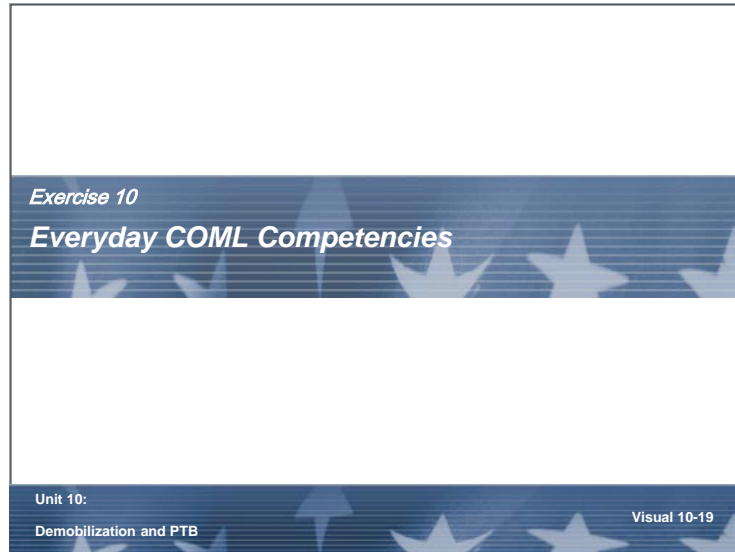 Exercise 10
Everyday COML Competencies
Unit 10:
Demobilization and PTB
Visual 10-19